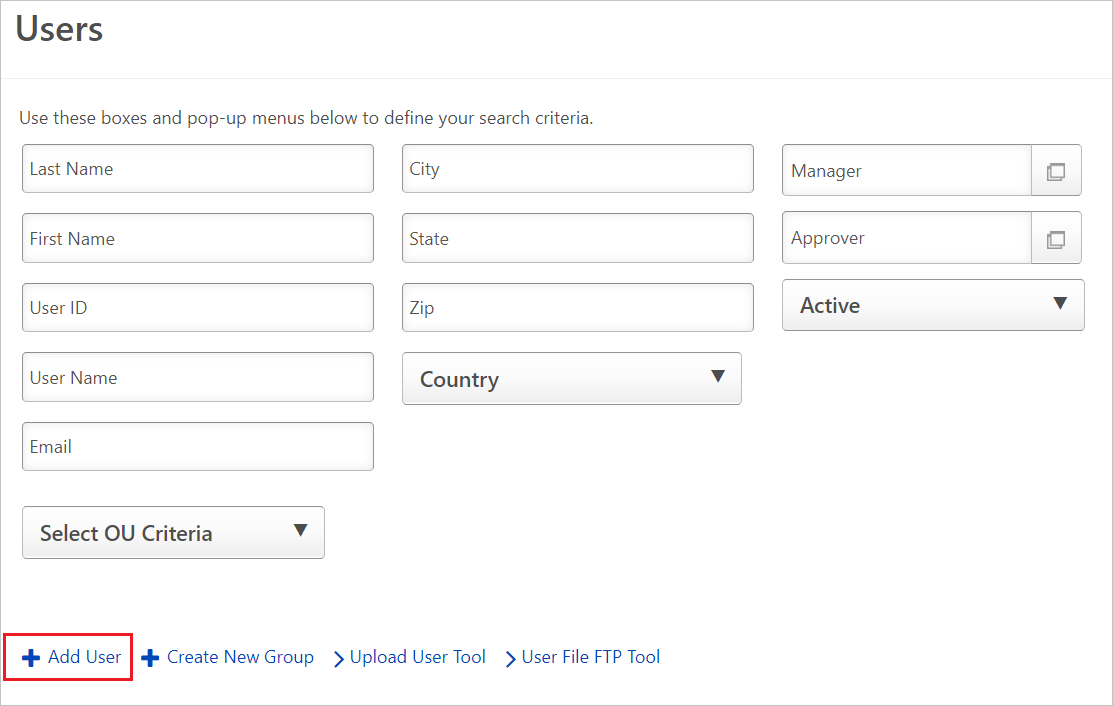 Users
Use these boxes and pop-up menus below to define your search criteria.
Last Name
City
Manager
First Name
State
Approver
User ID
Zip
Active
User Name
Country
Email
Select OU Criteria
Add User
Create New Group
Upload User Tool
User File FTP Tool